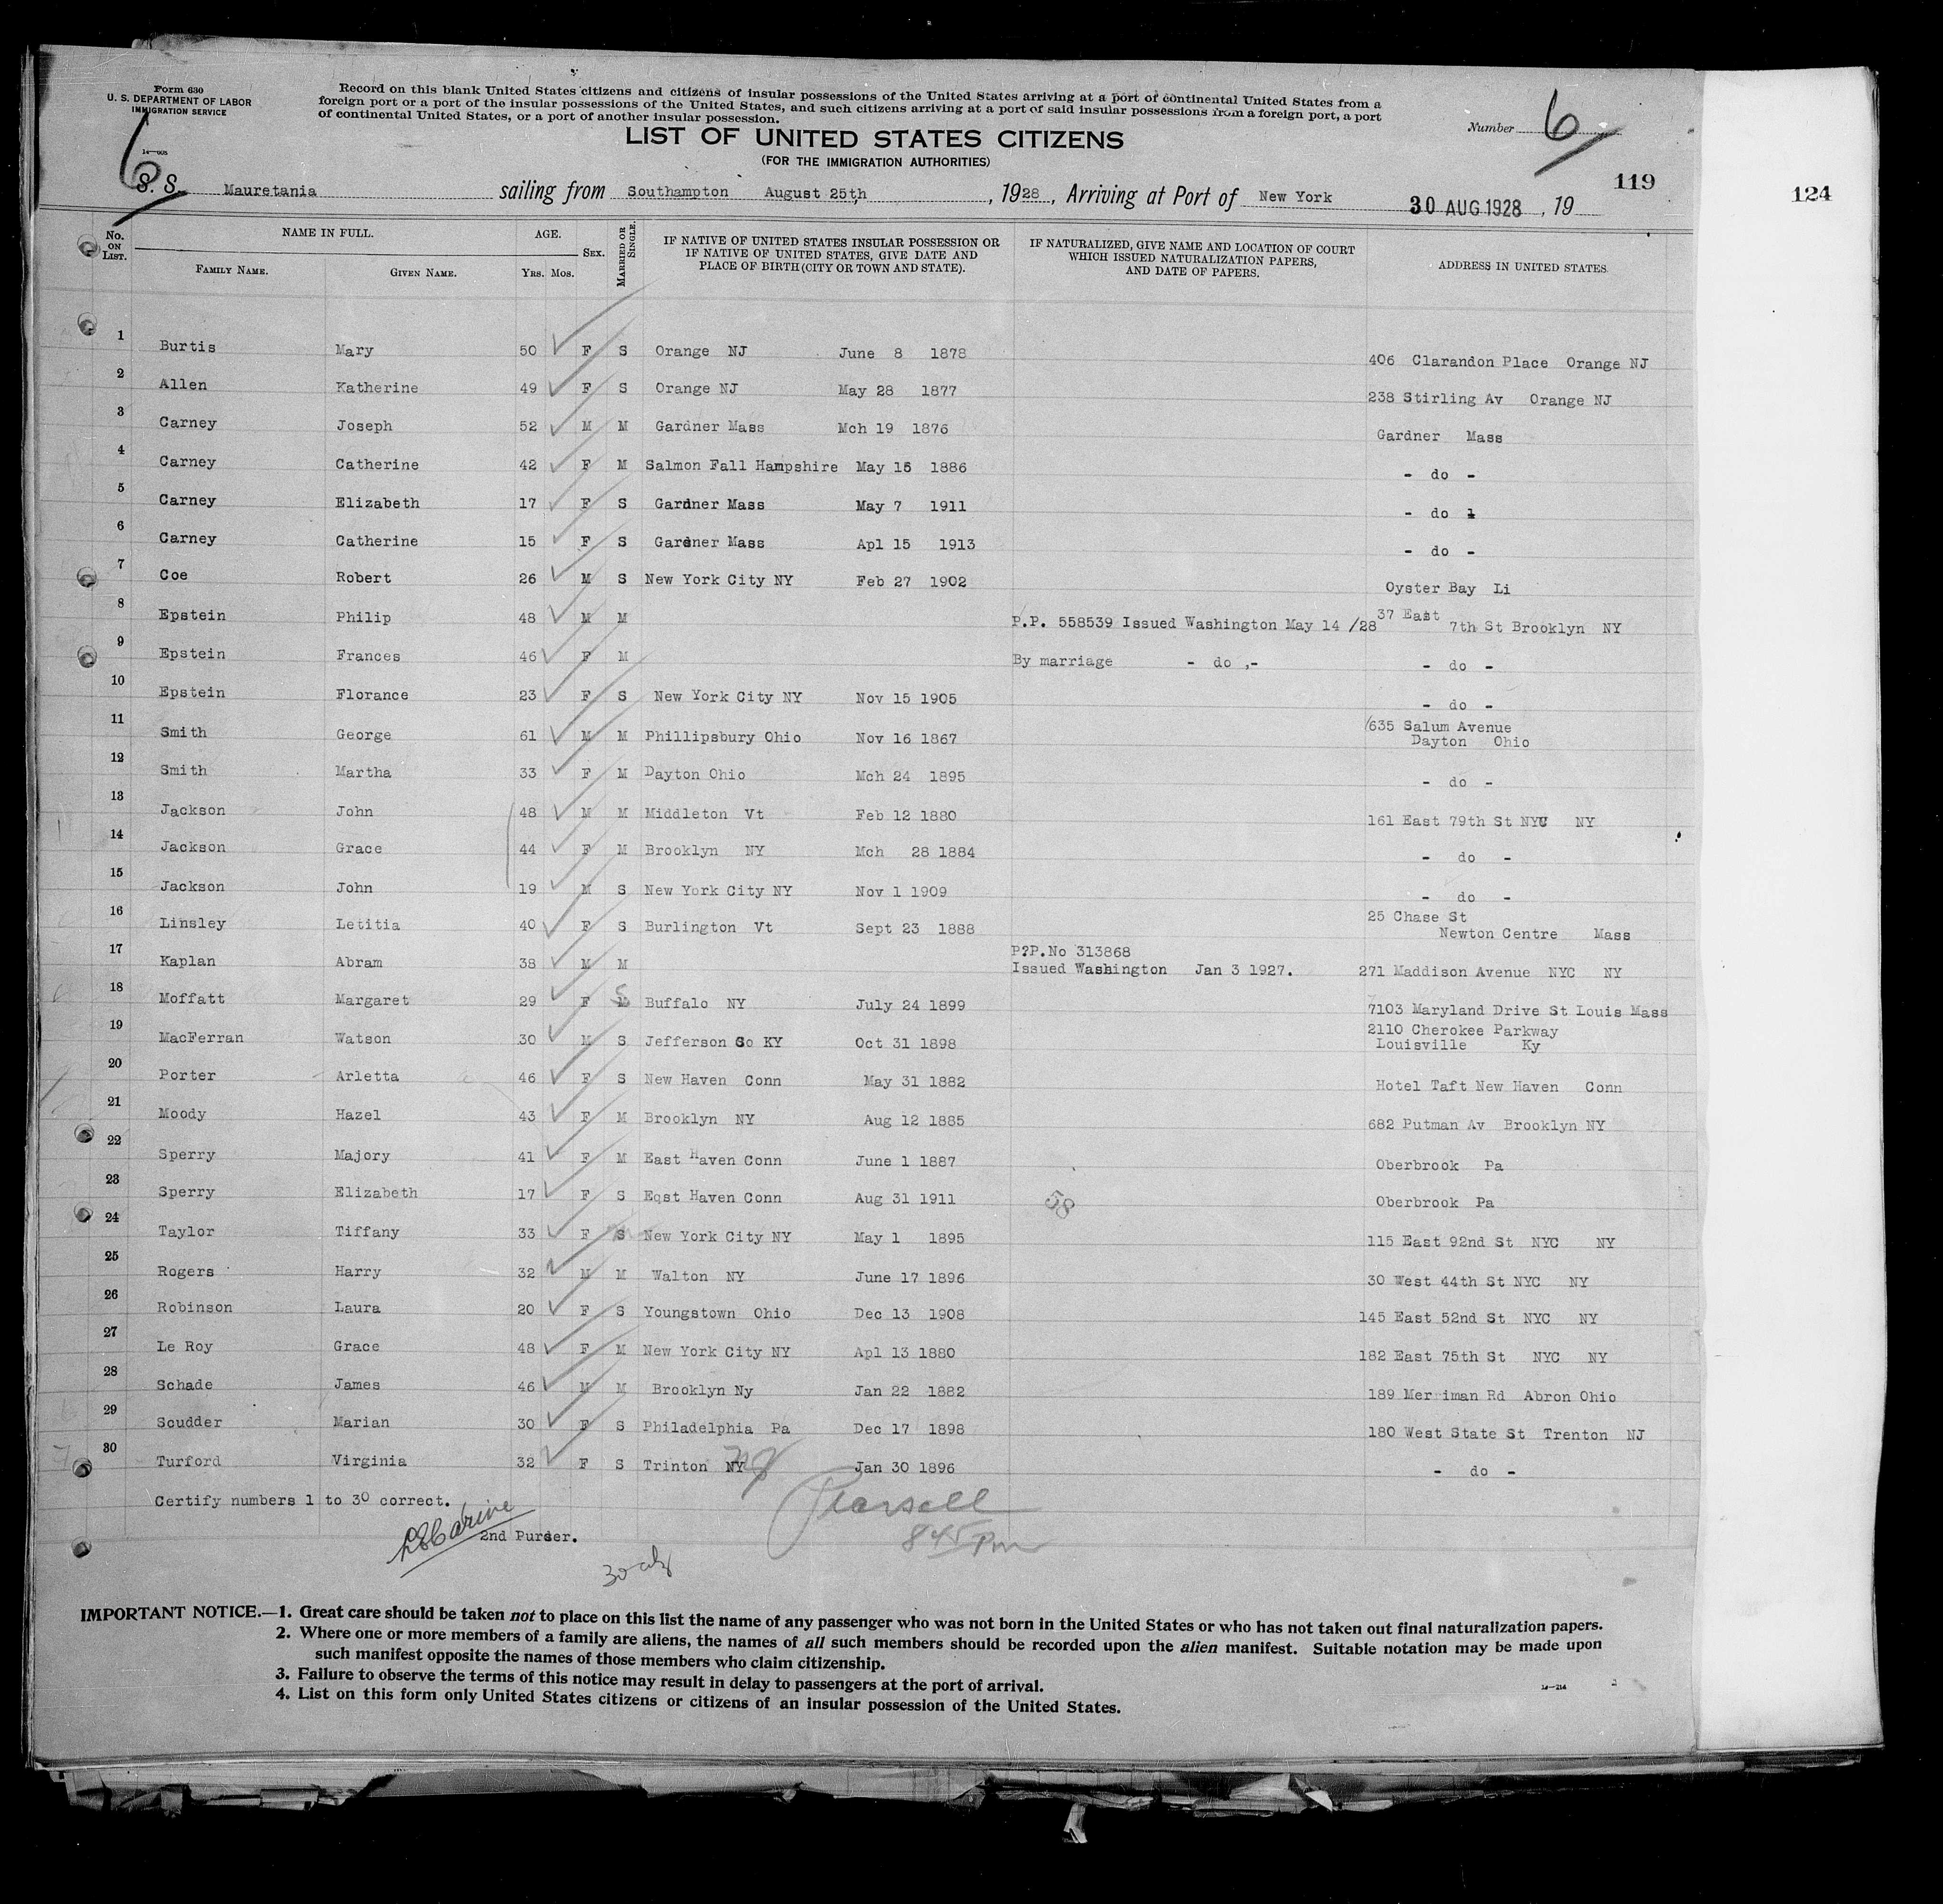 Form 630
U. S. DEPARTMENT OF LABOR
IMMIGRATION SERVICE
Record on this blank United States citizens and citizens of insular possessions of the United States arriving at a port of continental United States from a
foreign port or a port of the insular possessions of the United States, and such citizens arriving at a port of said insular possessions from a foreign port, a port
of continental United States, or a port of another insular possession.
LIST OF UNITED STATES CITIZENS
(FOR THE IMMIGRATION AUTHORITIES)
Number 6
6
119
124
S. S. Mauretania sailing from Southampton August 25th, 1928, Arriving at Port of New York 30 AUG 1928, 19
No. ON LIST. NAME IN FULL. AGE. SEX. MARRIED OR SINGLE. IF NATIVE OF UNITED STATES INSULAR POSSESSION OR IF NATIVE OF UNITED STATES, GIVE DATE AND PLACE OF BIRTH (CITY OR TOWN AND STATE). IF NATURALIZED, GIVE NAME AND LOCATION OF COURT WHICH ISSUED NATURALIZATION PAPERS, AND DATE OF PAPERS. ADDRESS IN UNITED STATES.
FAMILY NAME. GIVEN NAME. YRS. MOS.
1 Burtis Mary 50 F S Orange NJ June 8 1878 406 Clarandon Place Orange NJ
2 Allen Katherine 49 F S Orange NJ May 28 1877 238 Stirling Av Orange NJ
3 Carney Joseph 52 M M Gardner Mass Mch 19 1876 Gardner Mass
4 Carney Catherine 42 F M Salmon Fall Hampshire May 15 1886 - do -
5 Carney Elizabeth 17 F S Gardner Mass May 7 1911 - do -
6 Carney Catherine 15 F S Gardner Mass Apl 15 1913 - do -
7 Coe Robert 26 M S New York City NY Feb 27 1902 Oyster Bay Li
8 Epstein Philip 48 M M P.P. 558539 Issued Washington May 14 /28 37 East 7th St Brooklyn NY
9 Epstein Frances 46 F M By marriage - do ,- - do -
10 Epstein Florance 23 F S New York City NY Nov 15 1905 - do -
11 Smith George 61 M M Phillipsbury Ohio Nov 16 1867 635 Salum Avenue
Dayton Ohio
12 Smith Martha 33 F M Dayton Ohio Mch 24 1895 - do -
13 Jackson John 48 M M Middleton Vt Feb 12 1880 161 East 79th St NYC NY
14 Jackson Grace 44 F M Brooklyn NY Mch 28 1884 - do -
15 Jackson John 19 M S New York City NY Nov 1 1909 - do -
16 Linsley Letitia 40 F S Burlington Vt Sept 23 1888 25 Chase St
Newton Centre Mass
17 Kaplan Abram 38 M M P?P.No 313868
Issued Washington Jan 3 1927. 271 Maddison Avenue NYC NY
18 Moffatt Margaret 29 F S Buffalo NY July 24 1899 7103 Maryland Drive St Louis Mass
19 MacFerran Watson 30 M S Jefferson Co KY Oct 31 1898 2110 Cherokee Parkway
Louisville Ky
20 Porter Arletta 46 F S New Haven Conn May 31 1882 Hotel Taft New Haven Conn
21 Moody Hazel 43 F M Brooklyn NY Aug 12 1885 682 Putman Av Brooklyn NY
22 Sperry Majory 41 F M East Haven Conn June 1 1887 Oberbrook Pa
23 Sperry Elizabeth 17 F S Eqst Haven Conn Aug 31 1911 58 Oberbrook Pa
24 Taylor Tiffany 33 F S New York City NY May 1 1895 115 East 92nd St NYC NY
25 Rogers Harry 32 M M Walton NY June 17 1896 30 West 44th St NYC NY
26 Robinson Laura 20 F S Youngstown Ohio Dec 13 1908 145 East 52nd St NYC NY
27 Le Roy Grace 48 F M New York City NY Apl 13 1880 182 East 75th St NYC NY
28 Schade James 46 M M Brooklyn Ny Jan 22 1882 189 Mer iman Rd Abron Ohio
29 Scudder Marian 30 F S Philadelphia Pa Dec 17 1898 180 West State St Trenton NJ
30 Turford Virginia 32 F S Trinton NY NJ Jan 30 1896 - do -
Certify numbers 1 to 30 correct.
2nd Purser.
Pearsall
845 Pm
IMPORTANT NOTICE.—1. Great care should be taken not to place on this list the name of any passenger who was not born in the United States or who has not taken out final naturalization papers.
2. Where one or more members of a family are aliens, the names of all such members should be recorded upon the alien manifest. Suitable notation may be made upon
such manifest opposite the names of those members who claim citizenship.
3. Failure to observe the terms of this notice may result in delay to passengers at the port of arrival.
4. List on this form only United States citizens or citizens of an insular possession of the United States.
14—214